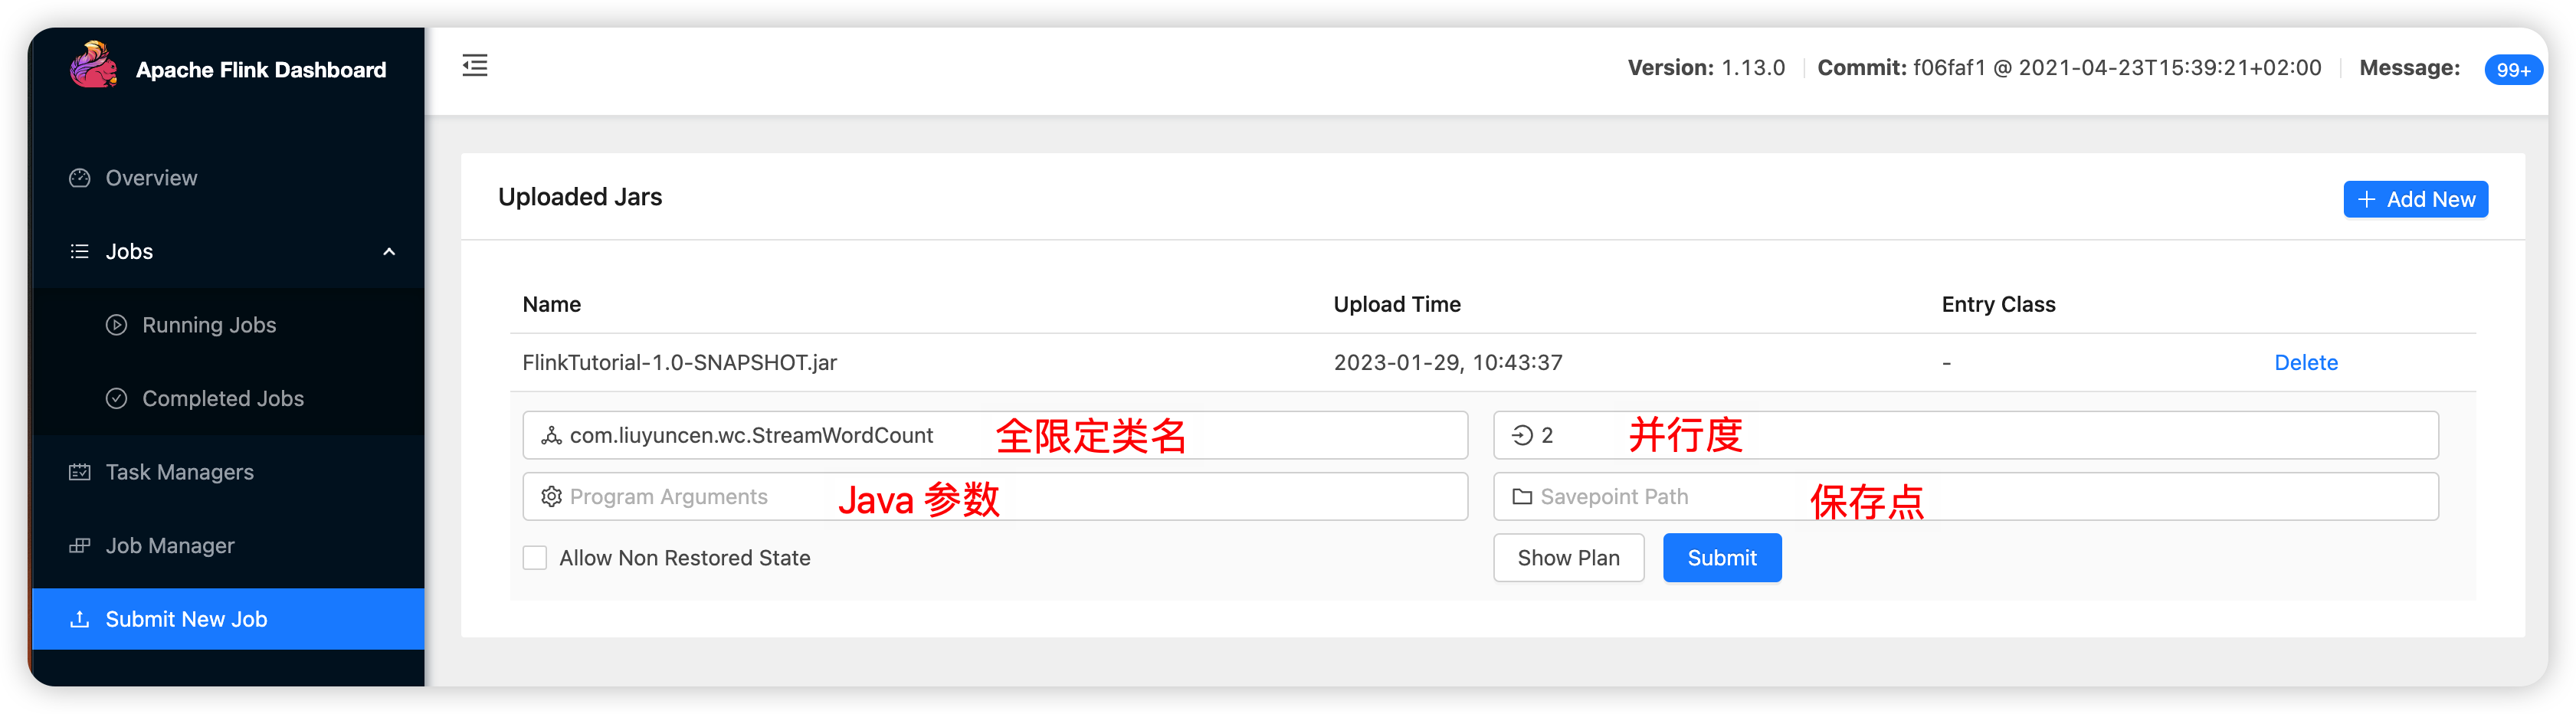 Apache Flink Dashboard
Version: 1.13.0 Commit: f06faf1 @ 2021-04-23T15:39:21+02:00 Message: 99+
Overview
Jobs
Running Jobs
Completed Jobs
Task Managers
Job Manager
Submit New Job
Uploaded Jars
Add New
Name Upload Time Entry Class
FlinkTutorial-1.0-SNAPSHOT.jar 2023-01-29, 10:43:37 - Delete
com.liuyuncen.wc.StreamWordCount 全限定类名 2 并行度
Program Arguments Java 参数 Savepoint Path 保存点
Allow Non Restored State Show Plan Submit